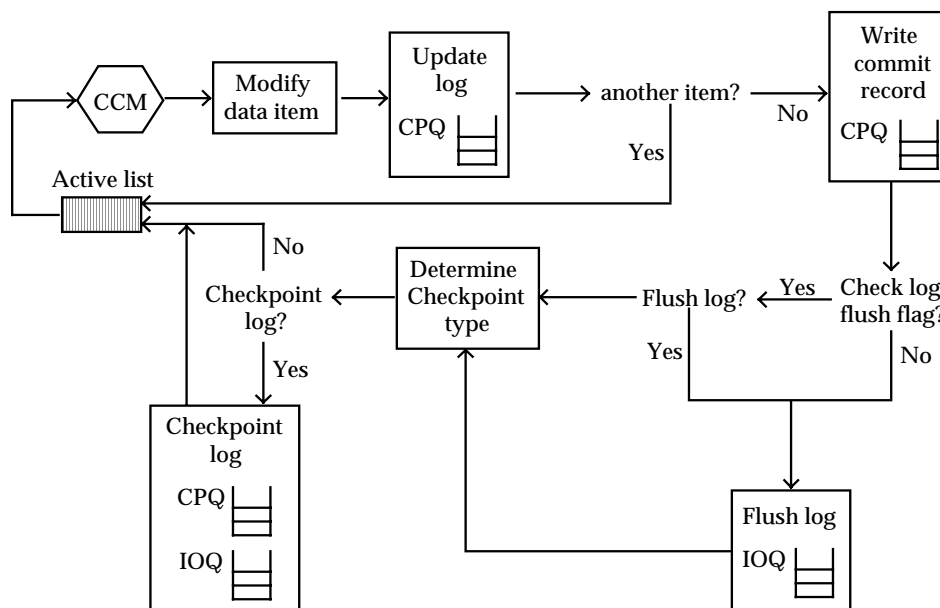 CCM
Modify
data item
Update
log
CPQ
another item?
No
Yes
Write
commit
record
CPQ
Active list
No
Checkpoint
log?
Yes
Determine
Checkpoint
type
Flush log?
Yes
Yes
Check log
flush flag?
No
Checkpoint
log
CPQ
IOQ
Flush log
IOQ